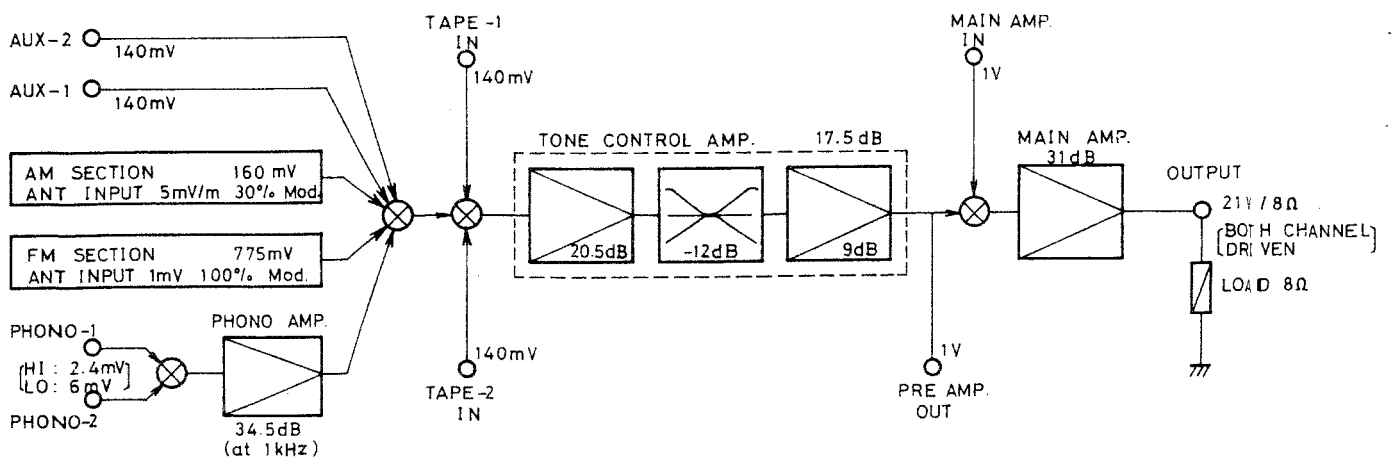 AUX-2
140mV
AUX-1
140mV
AM SECTION 160 mV
ANT INPUT 5mV/m 30% Mod.
FM SECTION 775mV
ANT INPUT 1mV 100% Mod.
PHONO-1
HI : 2.4mV
LO : 6mV
PHONO-2
PHONO AMP.
34.5dB
(at 1kHz)
TAPE-1
IN
140mV
140mV
TAPE-2
IN
TONE CONTROL AMP. 17.5dB
20.5dB
-12dB
9dB
1V
PRE AMP.
OUT
MAIN AMP.
IN
1V
MAIN AMP.
31dB
OUTPUT
21V/8Ω
BOTH CHANNEL
DRIVEN
LOAD 8Ω